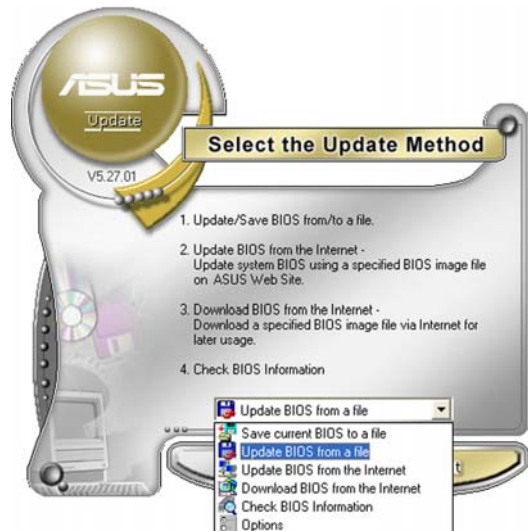 ASUS
Update
V5.27.01
Select the Update Method
1. Update/Save BIOS from/to a file.
2. Update BIOS from the Internet -
Update system BIOS using a specified BIOS image file
on ASUS Web Site.
3. Download BIOS from the Internet -
Download a specified BIOS image file via Internet for
later usage.
4. Check BIOS Information
Update BIOS from a file
Save current BIOS to a file
Update BIOS from a file
Update BIOS from the Internet
Download BIOS from the Internet
Check BIOS Information
Options